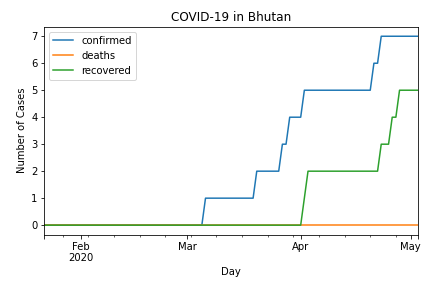 COVID-19 in Bhutan
confirmed
deaths
recovered
Number of Cases
7
6
5
4
3
2
1
0
Feb
2020
Mar
Apr
May
Day